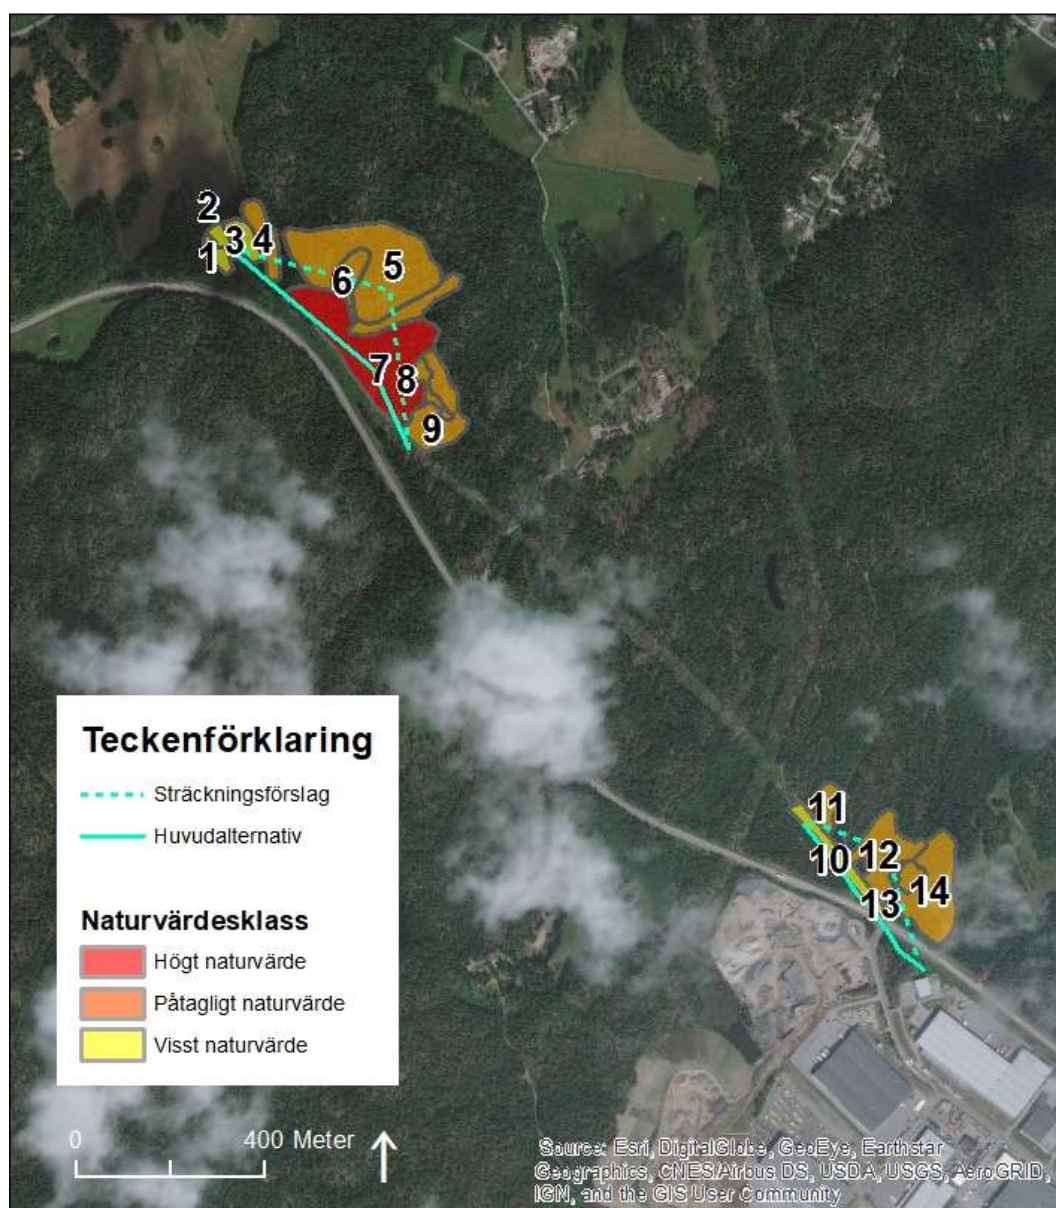 2
3
4
1
5
6
7
8
9
11
10
12
13
14
Teckenförklaring
Sträckningsförslag
Huvudalternativ
Naturvärdesklass
Högt naturvärde
Påtagligt naturvärde
Visst naturvärde
0 400 Meter
Source: Esri, DigitalGlobe, GeoEye, Earthstar
Geographics, CNES/Airbus DS, USDA, USGS, AeroGRID,
IGN, and the GIS User Community